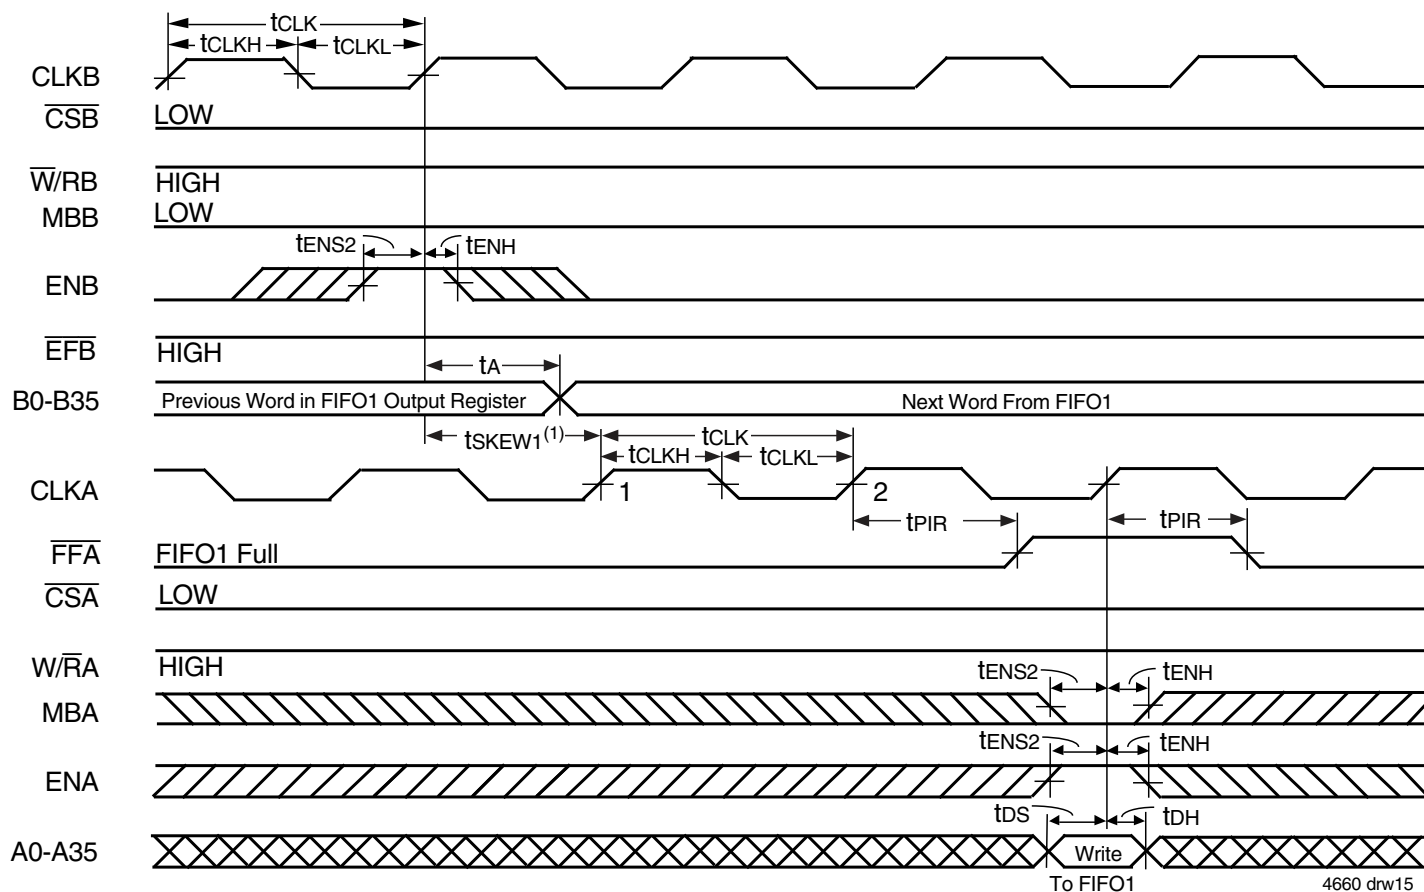 tCLK
tCLKH tCLKL
CLKB
CSB LOW
W/RB HIGH
MBB LOW
tENS2 tENH
ENB
EFB HIGH
tA
B0-B35 Previous Word in FIFO1 Output Register Next Word From FIFO1
tSKEW1(1) tCLK
tCLKH tCLKL
CLKA 1 2
tPIR tPIR
FFA FIFO1 Full
CSA LOW
W/RA HIGH
tENS2 tENH
MBA
tENS2 tENH
ENA
tDS tDH
A0-A35 Write
To FIFO1
4660 drw15